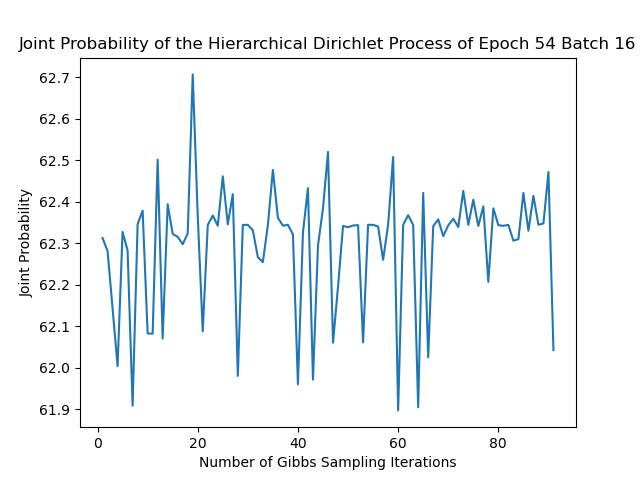 Joint Probability of the Hierarchical Dirichlet Process of Epoch 54 Batch 16
62.7
62.6
62.5
62.4
62.3
62.2
62.1
62.0
61.9
Joint Probability
0 20 40 60 80
Number of Gibbs Sampling Iterations